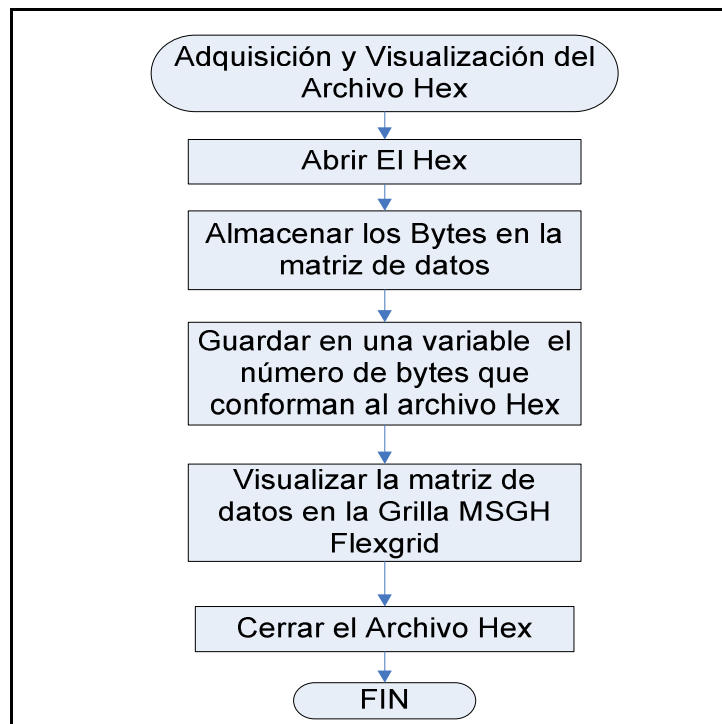 Adquisición y Visualización del
Archivo Hex
Abrir El Hex
Almacenar los Bytes en la
matriz de datos
Guardar en una variable el
número de bytes que
conforman al archivo Hex
Visualizar la matriz de
datos en la Grilla MSGH
Flexgrid
Cerrar el Archivo Hex
FIN